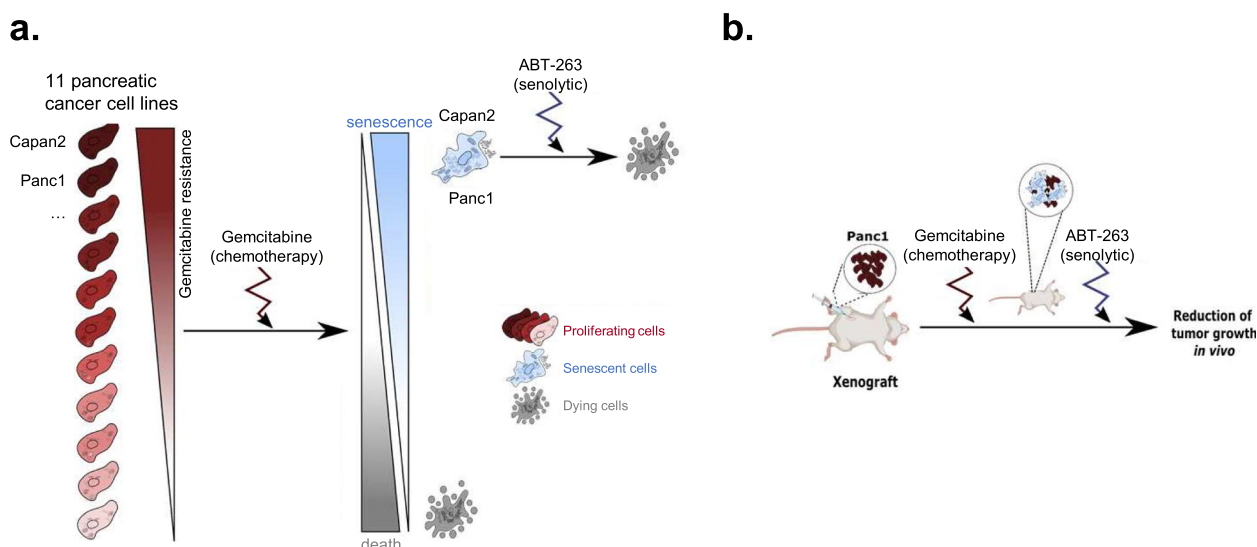 a.
11 pancreatic
cancer cell lines
Capan2
Panc1
...
Gemcitabine resistance
Gemcitabine
(chemotherapy)
senescence
death
Capan2
Panc1
ABT-263
(senolytic)
Proliferating cells
Senescent cells
Dying cells
b.
Panc1
Xenograft
Gemcitabine
(chemotherapy)
ABT-263
(senolytic)
Reduction of
tumor growth
in vivo